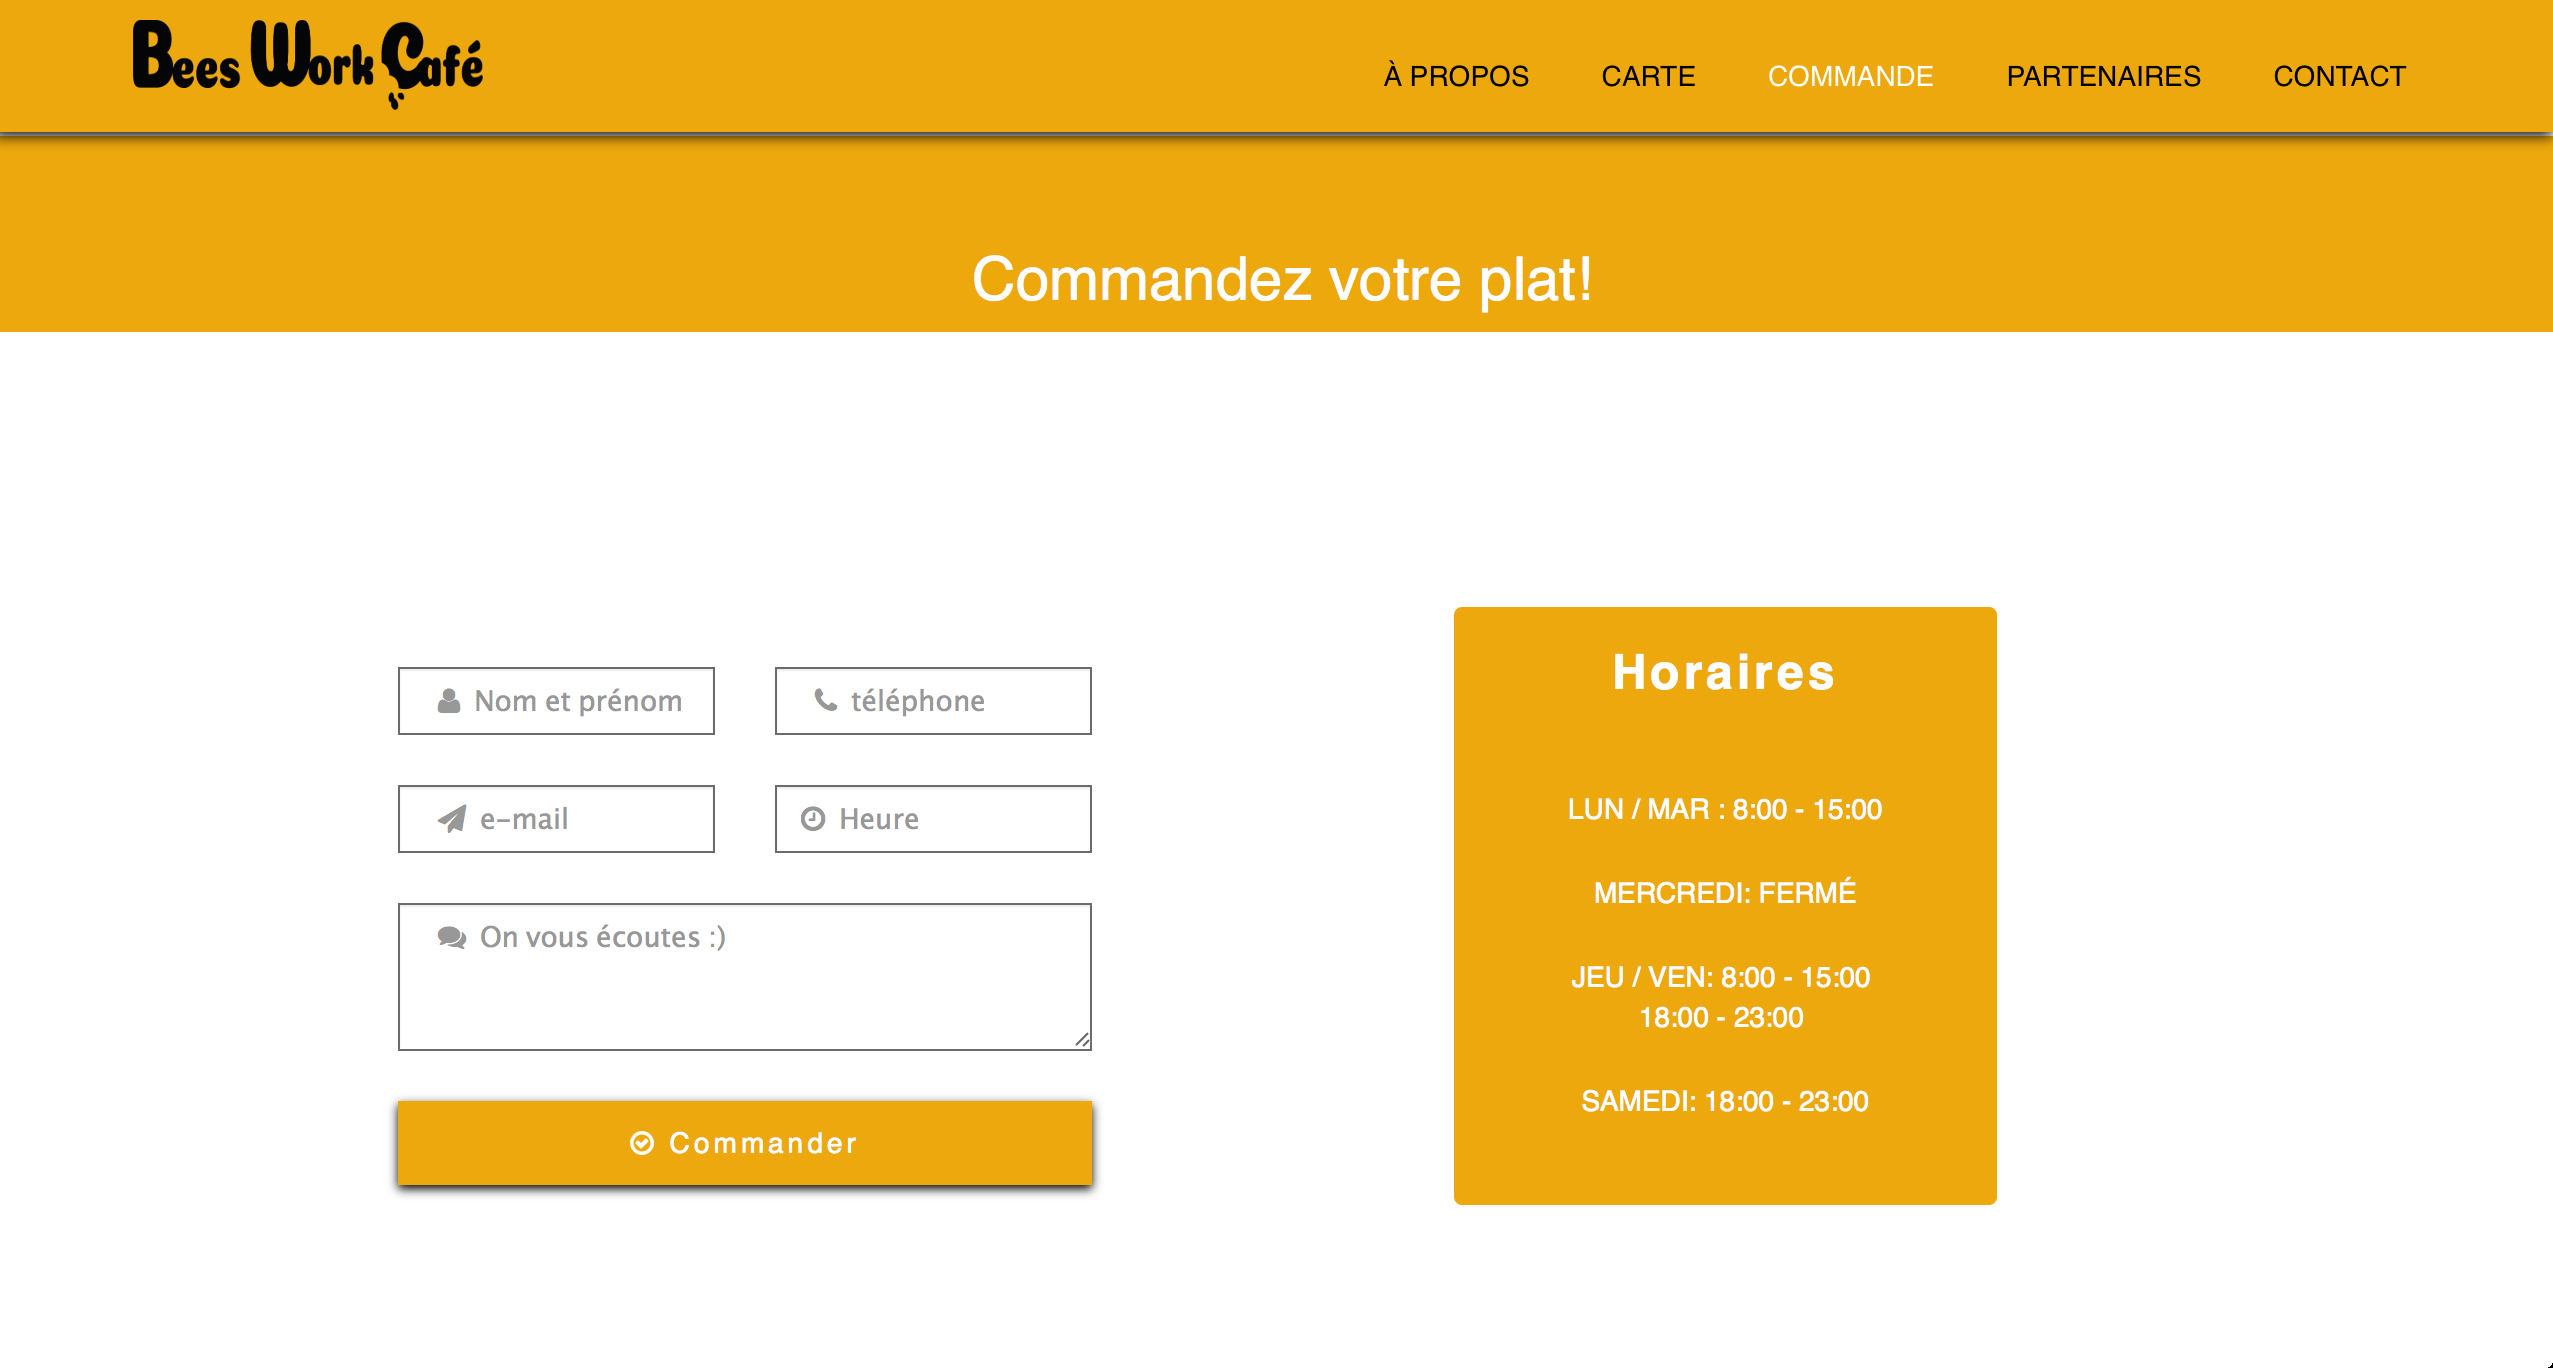 Bees Work Café
À PROPOS CARTE COMMANDE PARTENAIRES CONTACT
Commandez votre plat!
Nom et prénom
téléphone
e-mail
Heure
On vous écoutes :)
Commander
Horaires
LUN / MAR : 8:00 - 15:00
MERCREDI: FERMÉ
JEU / VEN: 8:00 - 15:00
18:00 - 23:00
SAMEDI: 18:00 - 23:00